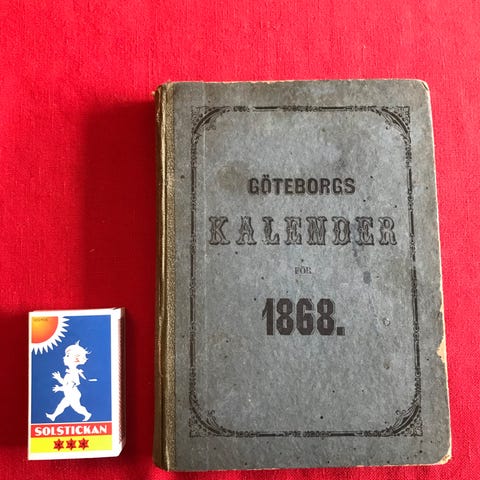 GÖTEBORGS
KALENDER
FÖR
1868.
SOLSTICKAN